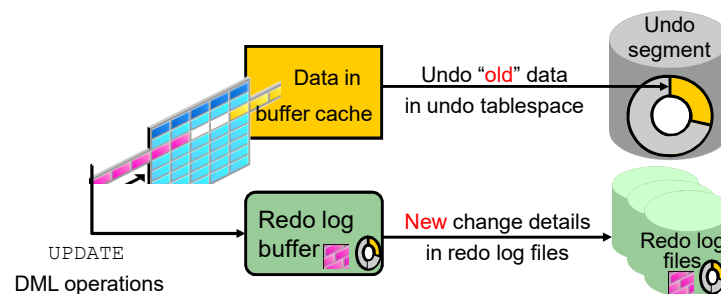 Undo
segment
Data in
buffer cache
Undo “old” data
in undo tablespace
Redo log
buffer
New change details
in redo log files
Redo log
files
UPDATE
DML operations